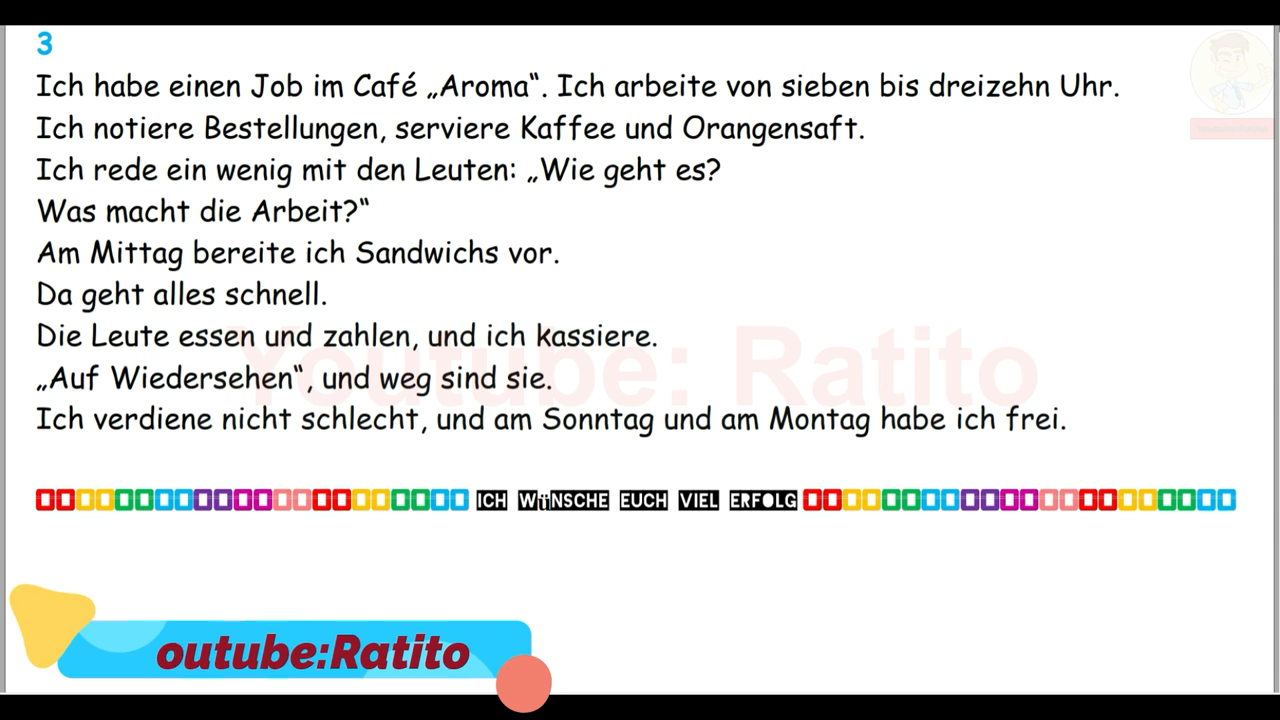 3
Ich habe einen Job im Café „Aroma“. Ich arbeite von sieben bis dreizehn Uhr.
Ich notiere Bestellungen, serviere Kaffee und Orangensaft.
Ich rede ein wenig mit den Leuten: „Wie geht es?
Was macht die Arbeit?“
Am Mittag bereite ich Sandwichs vor.
Da geht alles schnell.
Die Leute essen und zahlen, und ich kassiere.
Youtube: Ratito
„Auf Wiedersehen“, und weg sind sie.
Ich verdiene nicht schlecht, und am Sonntag und am Montag habe ich frei.
ICH WüNSCHE EUCH VIEL ERFOLG
outube:Ratito